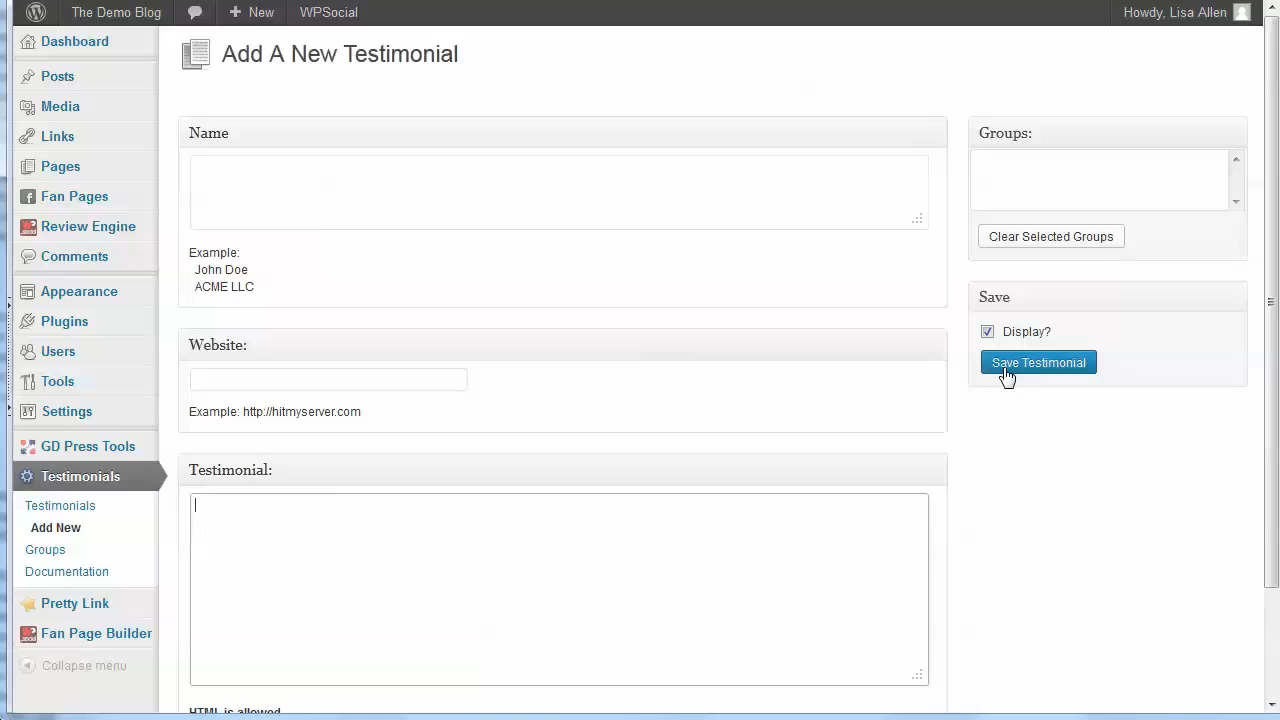 The Demo Blog
New
WPSocial
Howdy, Lisa Allen
Dashboard
Posts
Media
Links
Pages
Fan Pages
Review Engine
Comments
Appearance
Plugins
Users
Tools
Settings
GD Press Tools
Testimonials
Testimonials
Add New
Groups
Documentation
Pretty Link
Fan Page Builder
Collapse menu
Add A New Testimonial
Name
Example:
John Doe
ACME LLC
Website:
Example: http://hitmyserver.com
Testimonial:
HTML is allowed
Groups:
Clear Selected Groups
Save
Display?
Save Testimonial